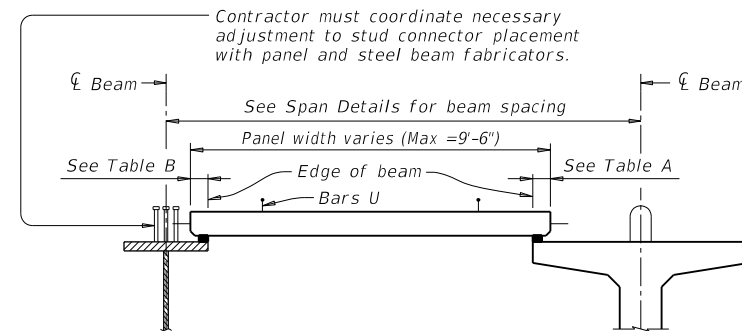 Contractor must coordinate necessary
adjustment to stud connector placement
with panel and steel beam fabricators.
℄ Beam
℄ Beam
See Span Details for beam spacing
Panel width varies (Max =9'-6")
See Table B
Edge of beam
See Table A
Bars U